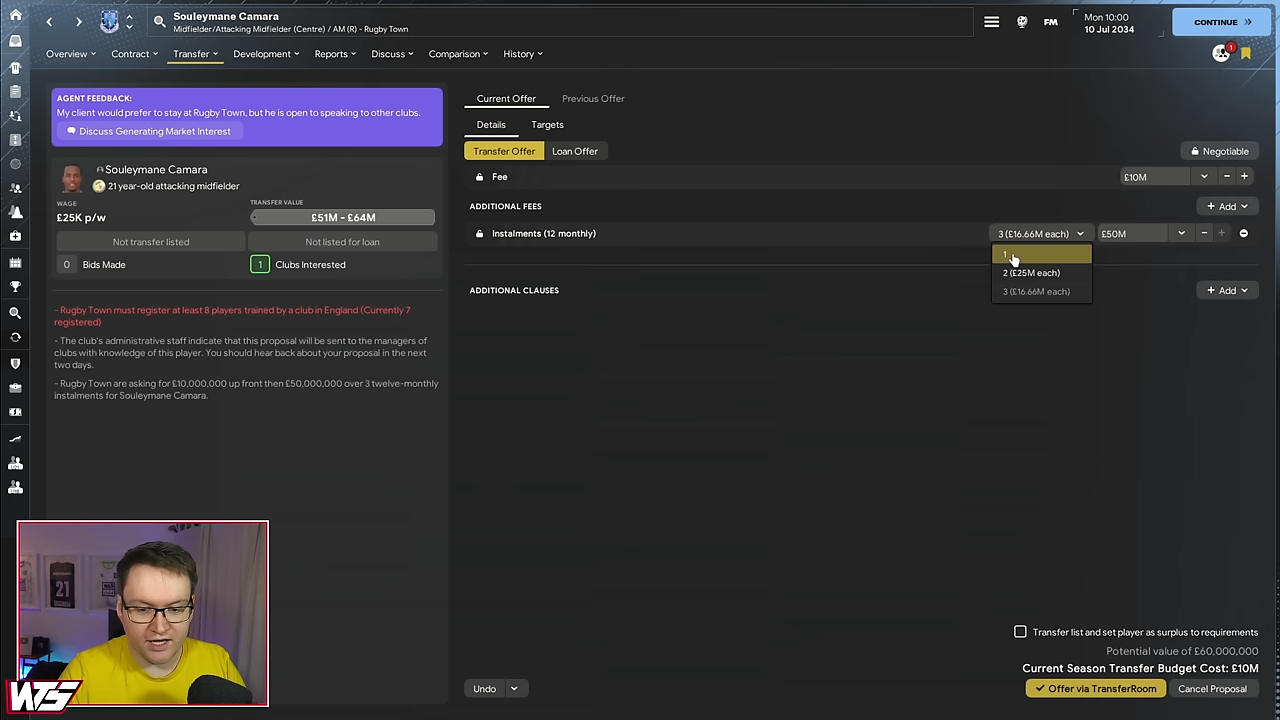 Souleymane Camara
Midfielder/Attacking Midfielder (Centre) / AM (R) - Rugby Town
FM
Mon 10:00
10 Jul 2034
CONTINUE
Overview
Contract
Transfer
Development
Reports
Discuss
Comparison
History
1
AGENT FEEDBACK:
My client would prefer to stay at Rugby Town, but he is open to speaking to other clubs.
Discuss Generating Market Interest
Souleymane Camara
21 year-old attacking midfielder
WAGE
£25K p/w
TRANSFER VALUE
£51M - £64M
Not transfer listed
Not listed for loan
0 Bids Made
1 Clubs Interested
- Rugby Town must register at least 8 players trained by a club in England (Currently 7
registered)
- The club's administrative staff indicate that this proposal will be sent to the managers of
clubs with knowledge of this player. You should hear back about your proposal in the next
two days.
- Rugby Town are asking for £10,000,000 up front then £50,000,000 over 3 twelve-monthly
instalments for Souleymane Camara.
Current Offer
Previous Offer
Details
Targets
Transfer Offer
Loan Offer
Negotiable
Fee
£10M
ADDITIONAL FEES
+ Add
Instalments (12 monthly)
3 (£16.66M each)
£50M
1
2 (£25M each)
3 (£16.66M each)
ADDITIONAL CLAUSES
+ Add
Transfer list and set player as surplus to requirements
Potential value of £60,000,000
Current Season Transfer Budget Cost: £10M
Undo
Offer via TransferRoom
Cancel Proposal
21
WTS